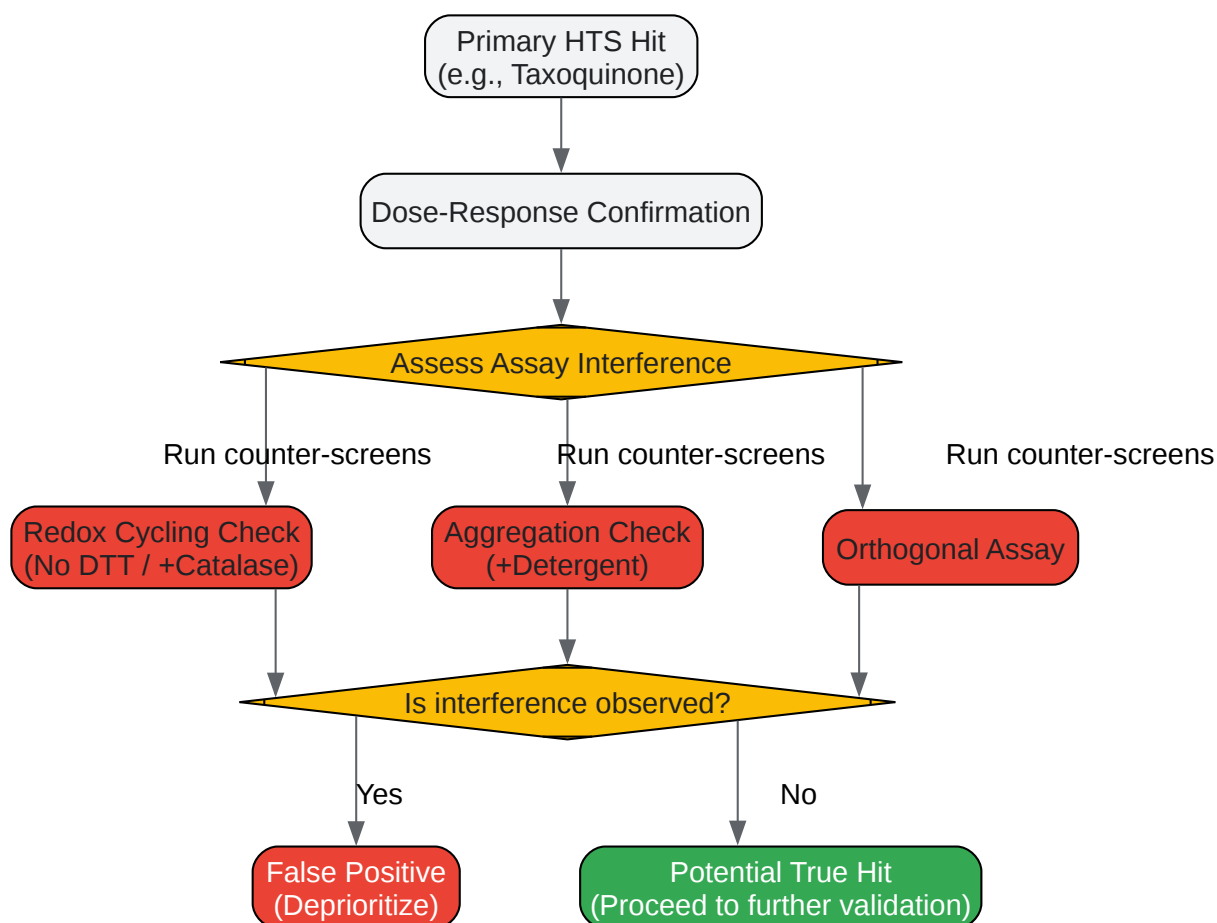 Primary HTS Hit
(e.g., Taxoquinone)
Dose-Response Confirmation
Assess Assay Interference
Run counter-screens
Run counter-screens
Run counter-screens
Redox Cycling Check
(No DTT / +Catalase)
Aggregation Check
(+Detergent)
Orthogonal Assay
Is interference observed?
Yes
No
False Positive
(Deprioritize)
Potential True Hit
(Proceed to further validation)